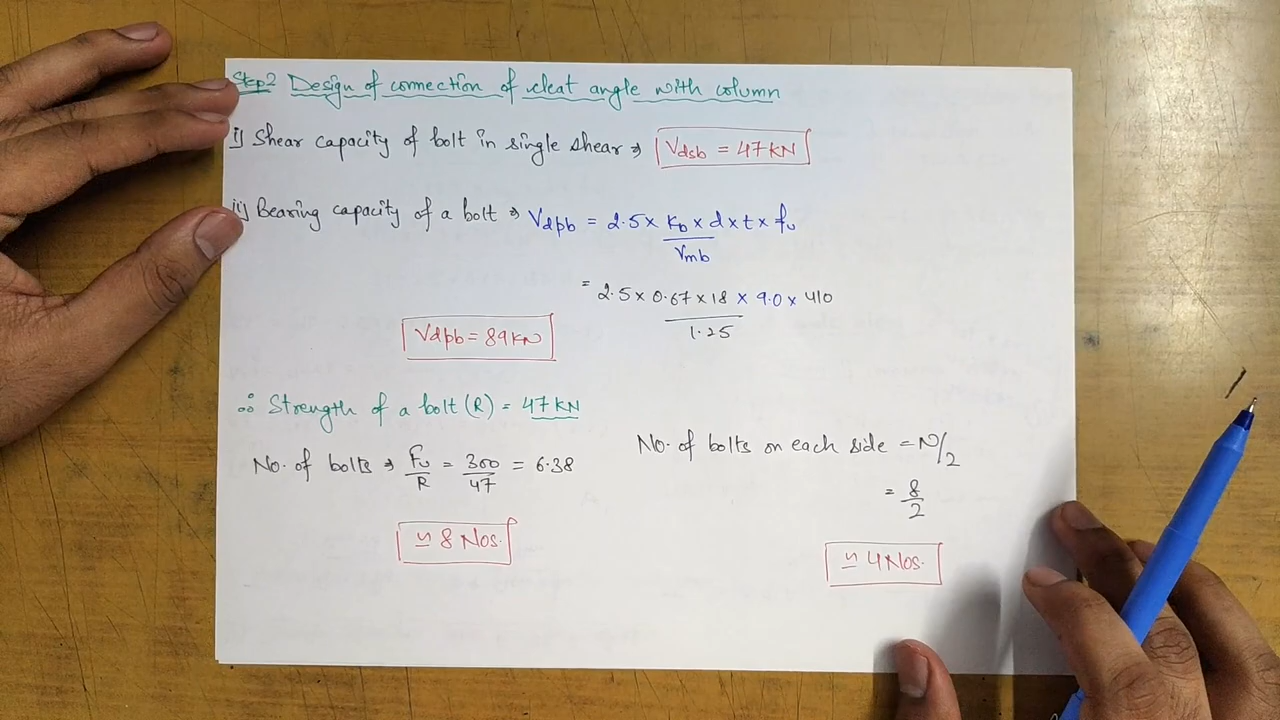 Step2 Design of connection of cleat angle with column
i) Shear capacity of bolt in single shear → Vdsb = 47 KN
ii) Bearing capacity of a bolt → Vdpb = 2.5 × Kb × d × t × fu
γmb
= 2.5 × 0.67 × 18 × 9.0 × 410
1.25
Vdpb = 89 KN
∴ Strength of a bolt (R) = 47 KN
No. of bolts → Fu/R = 300/47 = 6.38
≃ 8 Nos.
No. of bolts on each side = N/2
= 8/2
≃ 4 Nos.